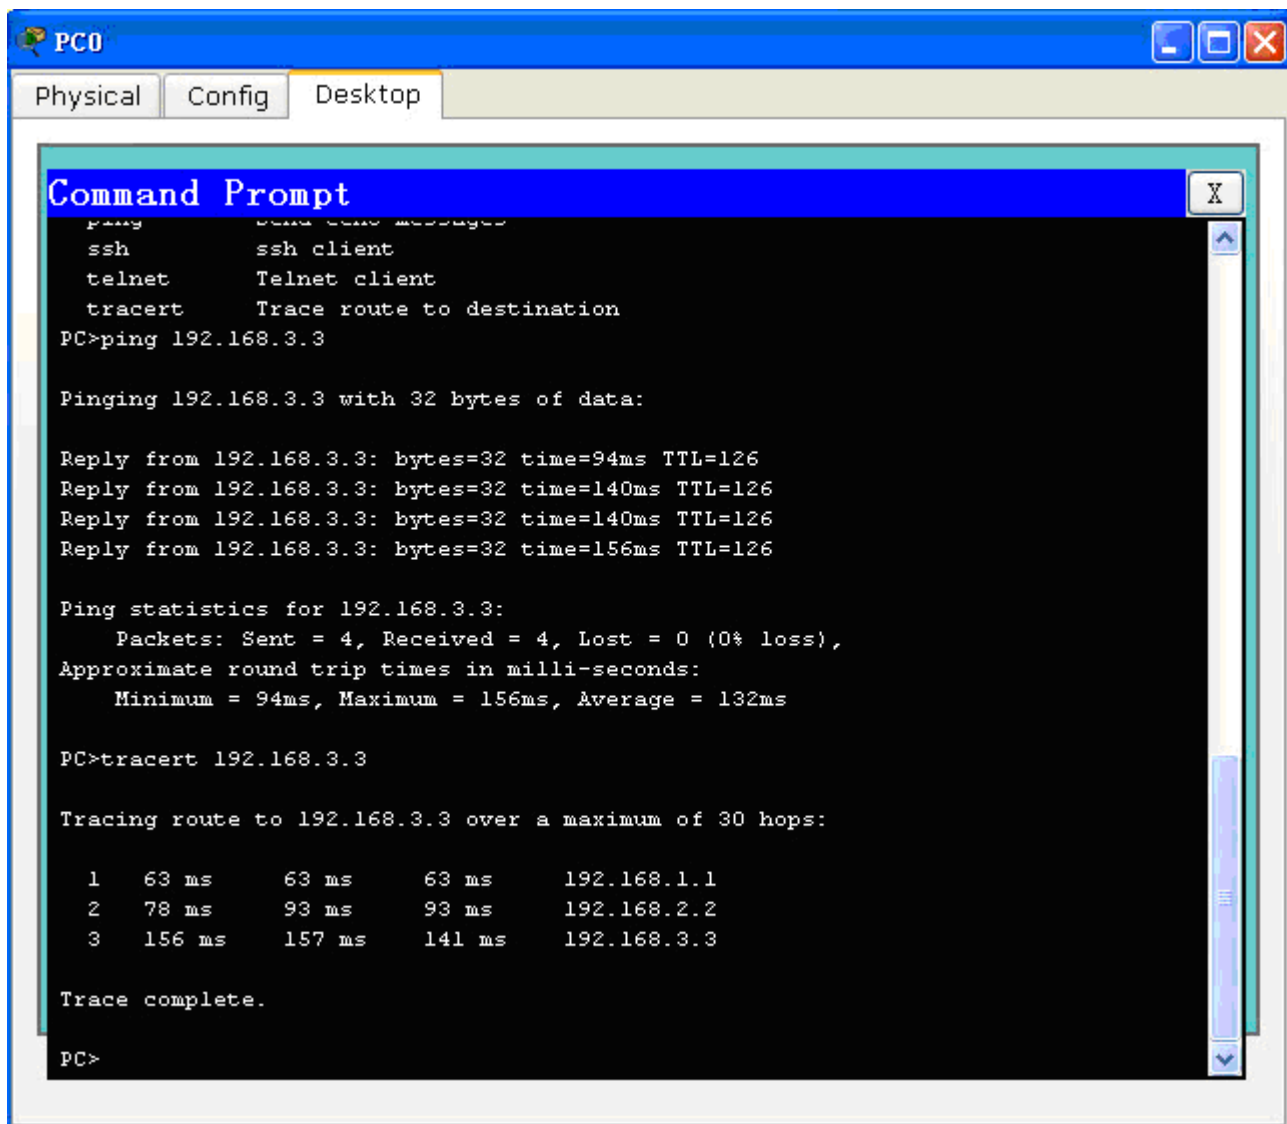 PC0
Physical Config Desktop
Command Prompt X
ping Send echo messages
ssh ssh client
telnet Telnet client
tracert Trace route to destination
PC>ping 192.168.3.3
Pinging 192.168.3.3 with 32 bytes of data:
Reply from 192.168.3.3: bytes=32 time=94ms TTL=126
Reply from 192.168.3.3: bytes=32 time=140ms TTL=126
Reply from 192.168.3.3: bytes=32 time=140ms TTL=126
Reply from 192.168.3.3: bytes=32 time=156ms TTL=126
Ping statistics for 192.168.3.3:
Packets: Sent = 4, Received = 4, Lost = 0 (0% loss),
Approximate round trip times in milli-seconds:
Minimum = 94ms, Maximum = 156ms, Average = 132ms
PC>tracert 192.168.3.3
Tracing route to 192.168.3.3 over a maximum of 30 hops:
1 63 ms 63 ms 63 ms 192.168.1.1
2 78 ms 93 ms 93 ms 192.168.2.2
3 156 ms 157 ms 141 ms 192.168.3.3
Trace complete.
PC>